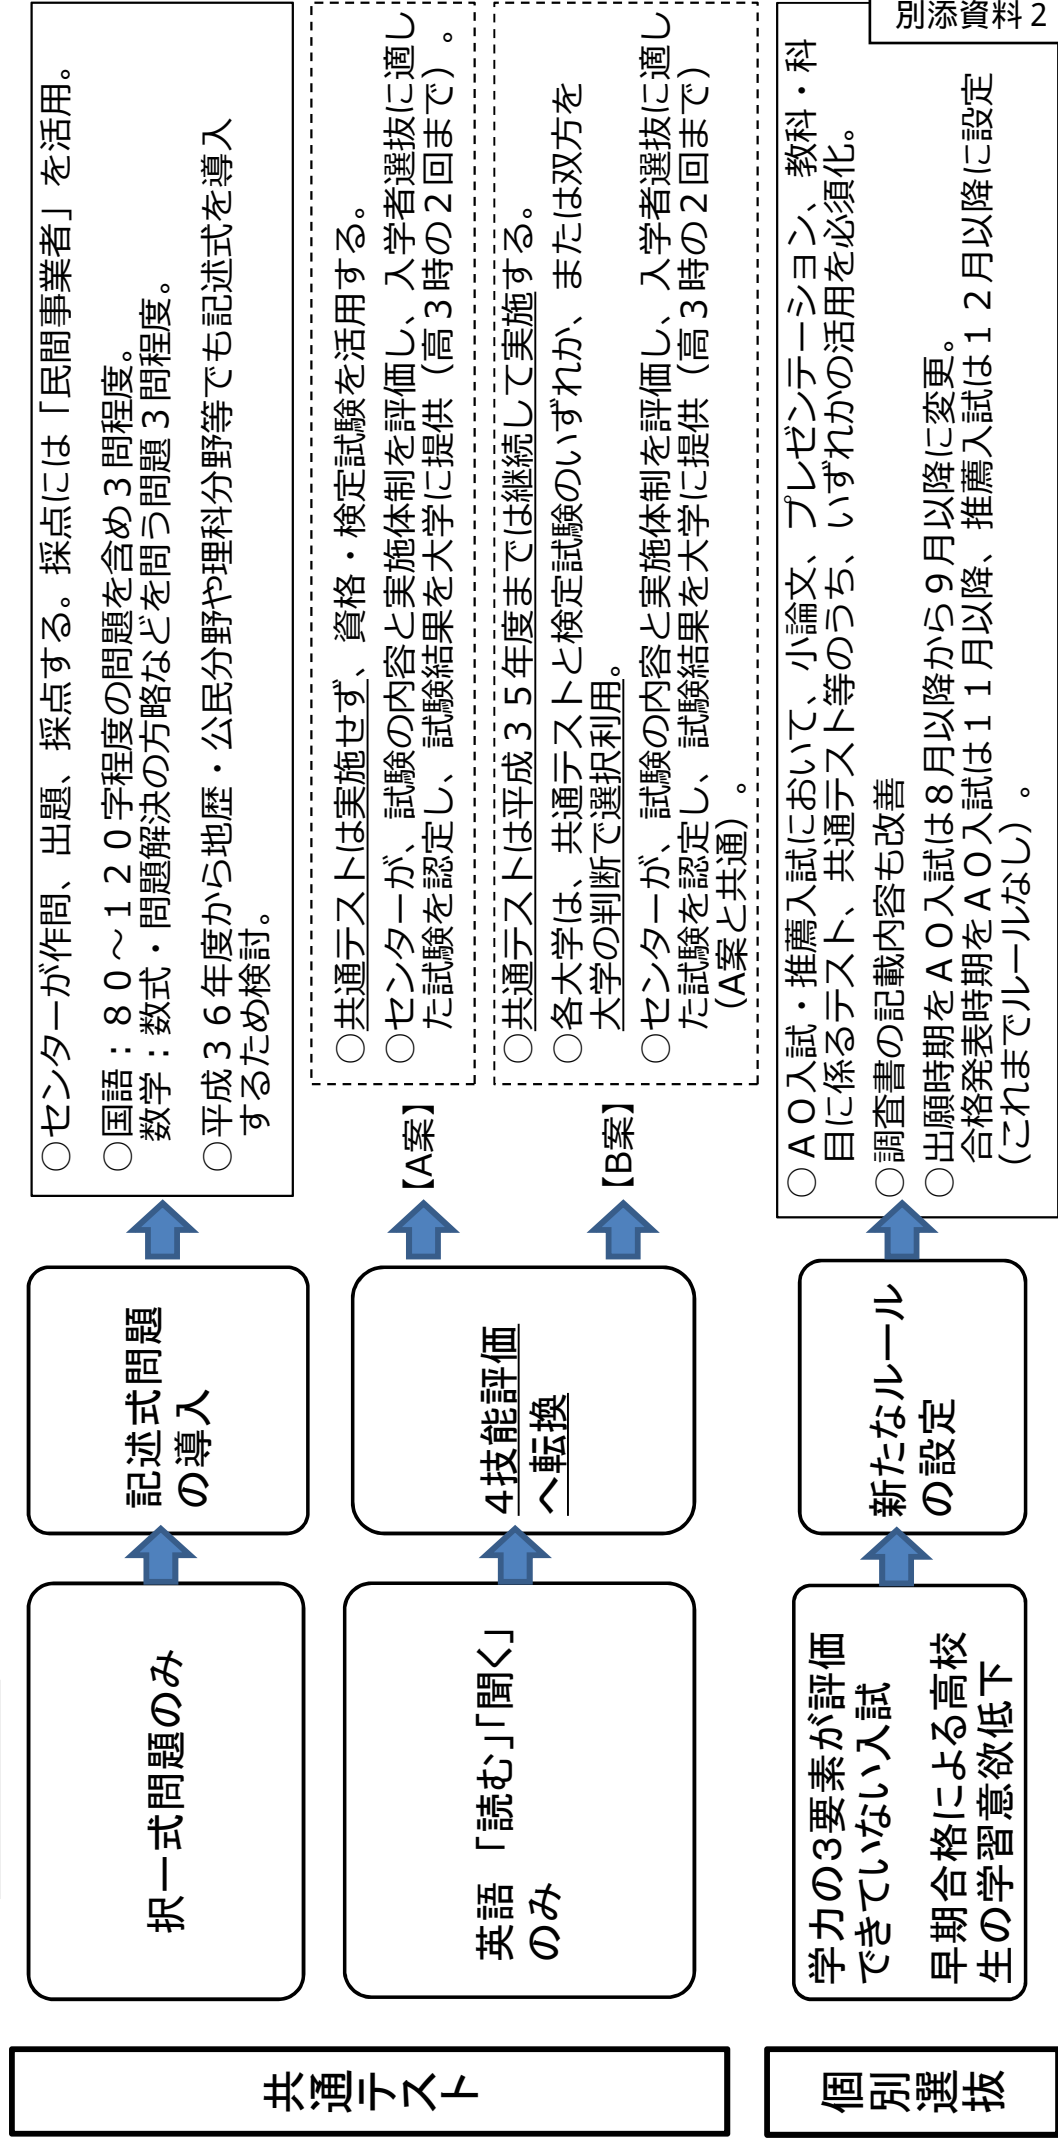 別添資料２
共通テスト
択一式問題のみ
記述式問題
の導入
○センターが作問、出題、採点する。採点には「民間事業者」を活用。
○国語：８０～１２０字程度の問題を含め３問程度。
数学：数式・問題解決の方略などを問う問題３問程度。
○平成３６年度から地歴・公民分野や理科分野等でも記述式を導入
するため検討。
英語 「読む」「聞く」
のみ
４技能評価
へ転換
【A案】
○共通テストは実施せず、資格・検定試験を活用する。
○センターが、試験の内容と実施体制を評価し、入学者選抜に適し
た試験を認定し、試験結果を大学に提供（高３時の２回まで）。
【B案】
○共通テストは平成３５年度までは継続して実施する。
○各大学は、共通テストと検定試験のいずれか、または双方を
大学の判断で選択利用。
○センターが、試験の内容と実施体制を評価し、入学者選抜に適し
た試験を認定し、試験結果を大学に提供（高３時の２回まで）
（A案と共通）。
個別選抜
学力の３要素が評価
できていない入試
早期合格による高校
生の学習意欲低下
新たなルール
の設定
○ＡＯ入試・推薦入試において、小論文、プレゼンテーション、教科・科
目に係るテスト、共通テスト等のうち、いずれかの活用を必須化。
○調査書の記載内容も改善
○出願時期をＡＯ入試は８月以降から９月以降に変更。
合格発表時期をＡＯ入試は１１月以降、推薦入試は１２月以降に設定
（これまでルールなし）。